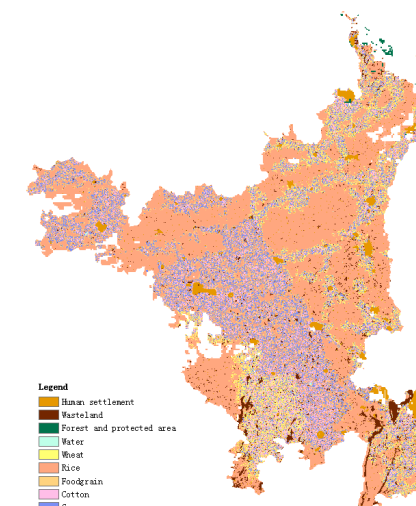 Legend
Human settlement
Wasteland
Forest and protected area
Water
Wheat
Rice
Foodgrain
Cotton